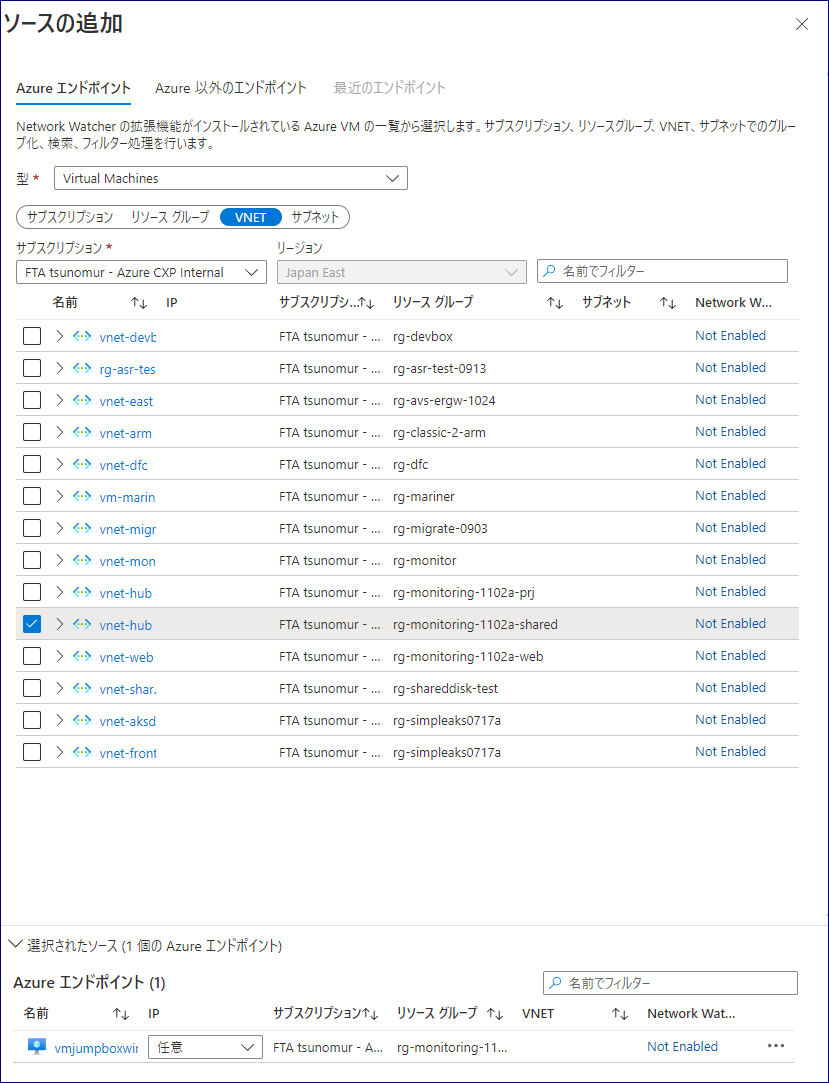 ソースの追加
Azure エンドポイント Azure 以外のエンドポイント 最近のエンドポイント
Network Watcher の拡張機能がインストールされている Azure VM の一覧から選択します。サブスクリプション、リソースグループ、VNET、サブネットでのグルー
プ化、検索、フィルター処理を行います。
型 * Virtual Machines
サブスクリプション リソース グループ VNET サブネット
サブスクリプション * リージョン
FTA tsunomur - Azure CXP Internal Japan East 名前でフィルター
名前 IP サブスクリプシ... リソース グループ サブネット Network W...
vnet-devb FTA tsunomur - ... rg-devbox Not Enabled
rg-asr-tes FTA tsunomur - ... rg-asr-test-0913 Not Enabled
vnet-east FTA tsunomur - ... rg-avs-ergw-1024 Not Enabled
vnet-arm FTA tsunomur - ... rg-classic-2-arm Not Enabled
vnet-dfc FTA tsunomur - ... rg-dfc Not Enabled
vm-marin FTA tsunomur - ... rg-mariner Not Enabled
vnet-migr FTA tsunomur - ... rg-migrate-0903 Not Enabled
vnet-mon FTA tsunomur - ... rg-monitor Not Enabled
vnet-hub FTA tsunomur - ... rg-monitoring-1102a-prj Not Enabled
vnet-hub FTA tsunomur - ... rg-monitoring-1102a-shared Not Enabled
vnet-web FTA tsunomur - ... rg-monitoring-1102a-web Not Enabled
vnet-shar. FTA tsunomur - ... rg-shareddisk-test Not Enabled
vnet-aksd FTA tsunomur - ... rg-simpleaks0717a Not Enabled
vnet-front FTA tsunomur - ... rg-simpleaks0717a Not Enabled
選択されたソース (1 個の Azure エンドポイント)
Azure エンドポイント (1) 名前でフィルター
名前 IP サブスクリプション リソース グループ VNET Network Wat...
vmjumpboxwir 任意 FTA tsunomur - A... rg-monitoring-11... Not Enabled ...